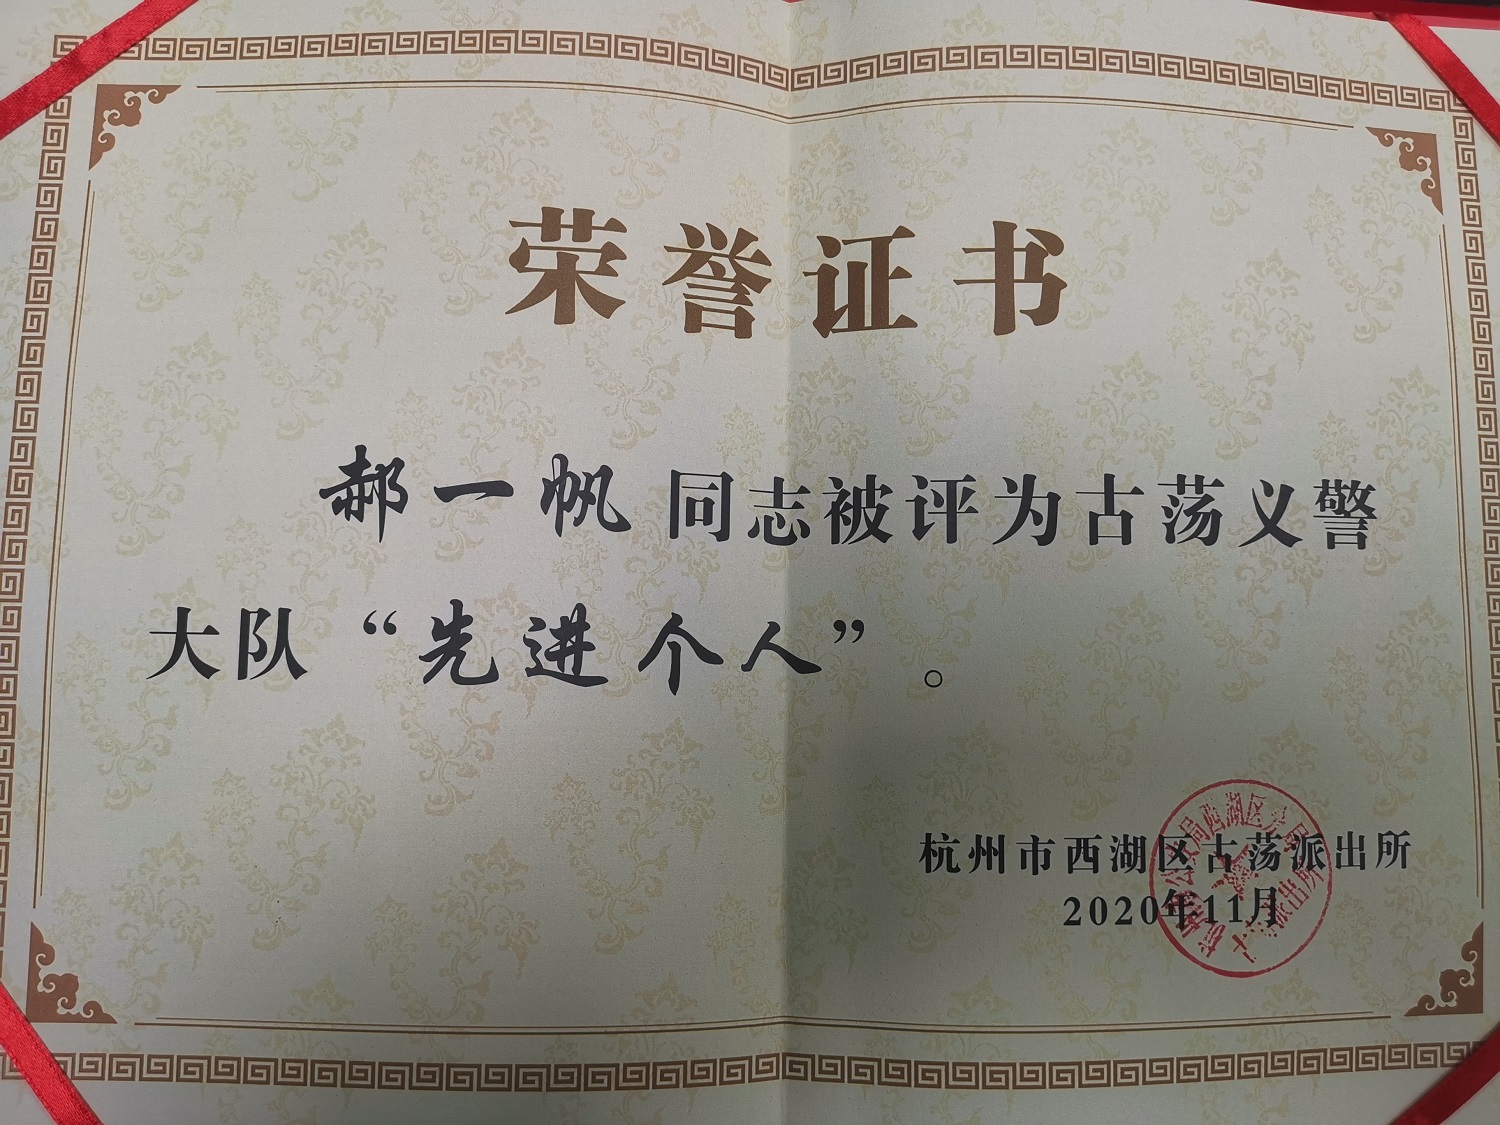 荣誉证书
郝一帆同志被评为古荡义警
大队“先进个人”。
杭州市西湖区古荡派出所
2020年11月